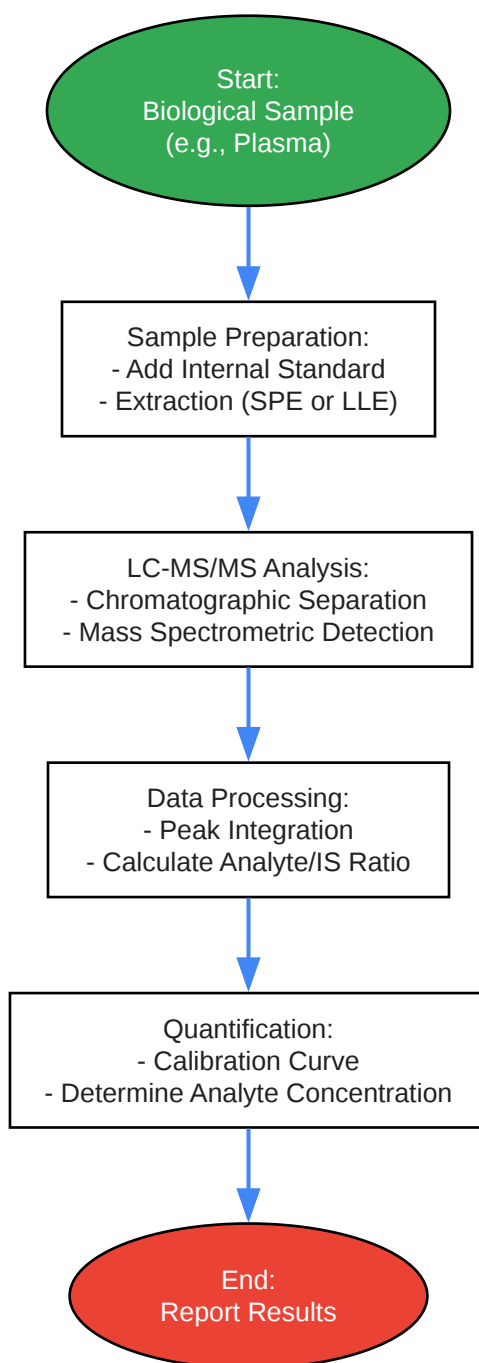 Start:
Biological Sample
(e.g., Plasma)
Sample Preparation:
- Add Internal Standard
- Extraction (SPE or LLE)
LC-MS/MS Analysis:
- Chromatographic Separation
- Mass Spectrometric Detection
Data Processing:
- Peak Integration
- Calculate Analyte/IS Ratio
Quantification:
- Calibration Curve
- Determine Analyte Concentration
End:
Report Results